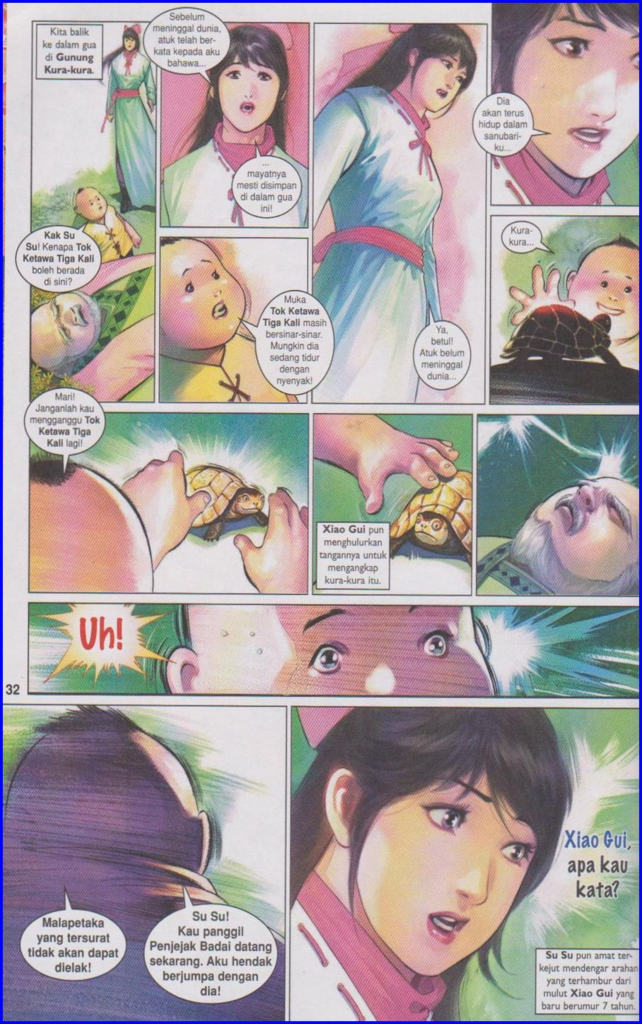 Kita balik
ke dalam gua
di Gunung
Kura-kura.
Sebelum
meninggal dunia,
atuk telah ber-
kata kepada aku
bahawa...
...
mayatnya
mesti disimpan
di dalam gua
ini!
Dia
akan terus
hidup dalam
sanubari-
ku...
Kak Su
Su! Kenapa Tok
Ketawa Tiga Kali
boleh berada
di sini?
Muka
Tok Ketawa
Tiga Kali masih
bersinar-sinar.
Mungkin dia
sedang tidur
dengan
nyenyak!
Ya,
betul!
Atuk belum
meninggal
dunia...
Kura-
kura...
Mari!
Janganlah kau
mengganggu Tok
Ketawa Tiga
Kali lagi!
Xiao Gui pun
menghulurkan
tangannya untuk
mengangkap
kura-kura itu.
Uh!
32
Malapetaka
yang tersurat
tidak akan dapat
dielak!
Su Su!
Kau panggil
Penjejak Badai datang
sekarang. Aku hendak
berjumpa dengan
dia!
Xiao Gui,
apa kau
kata?
Su Su pun amat ter-
kejut mendengar arahan
yang terhambur dari
mulut Xiao Gui yang
baru berumur 7 tahun.